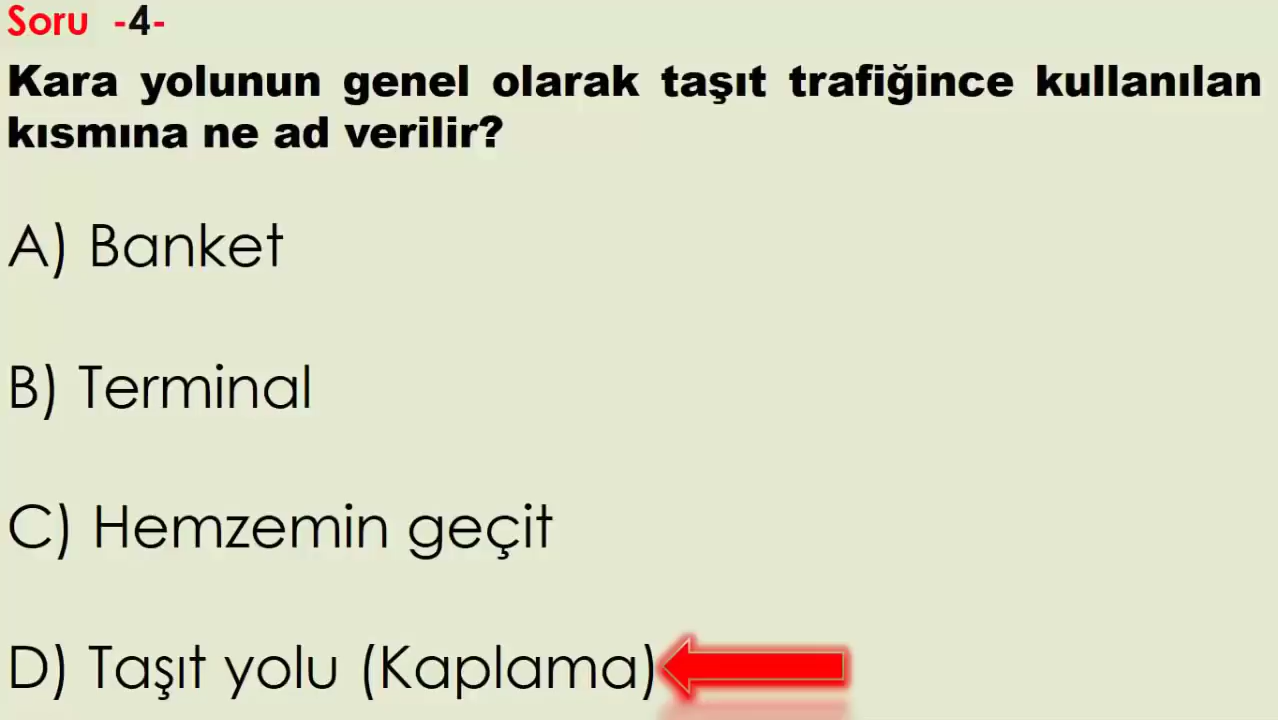 Soru -4-
Kara yolunun genel olarak taşıt trafiğince kullanılan
kısmına ne ad verilir?
A) Banket
B) Terminal
C) Hemzemin geçit
D) Taşıt yolu (Kaplama)